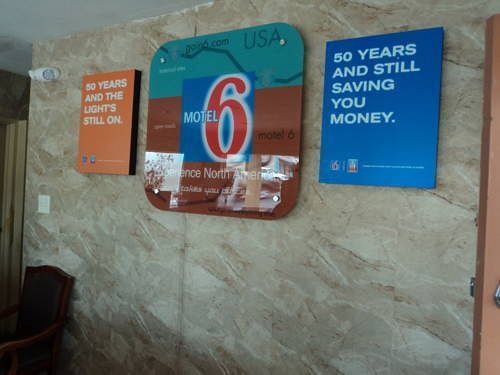 50 YEARS
AND THE
LIGHT'S
STILL ON.
goin6.com
USA
MOTEL
6
motel 6
Experience North America
50 YEARS
AND STILL
SAVING
YOU
MONEY.